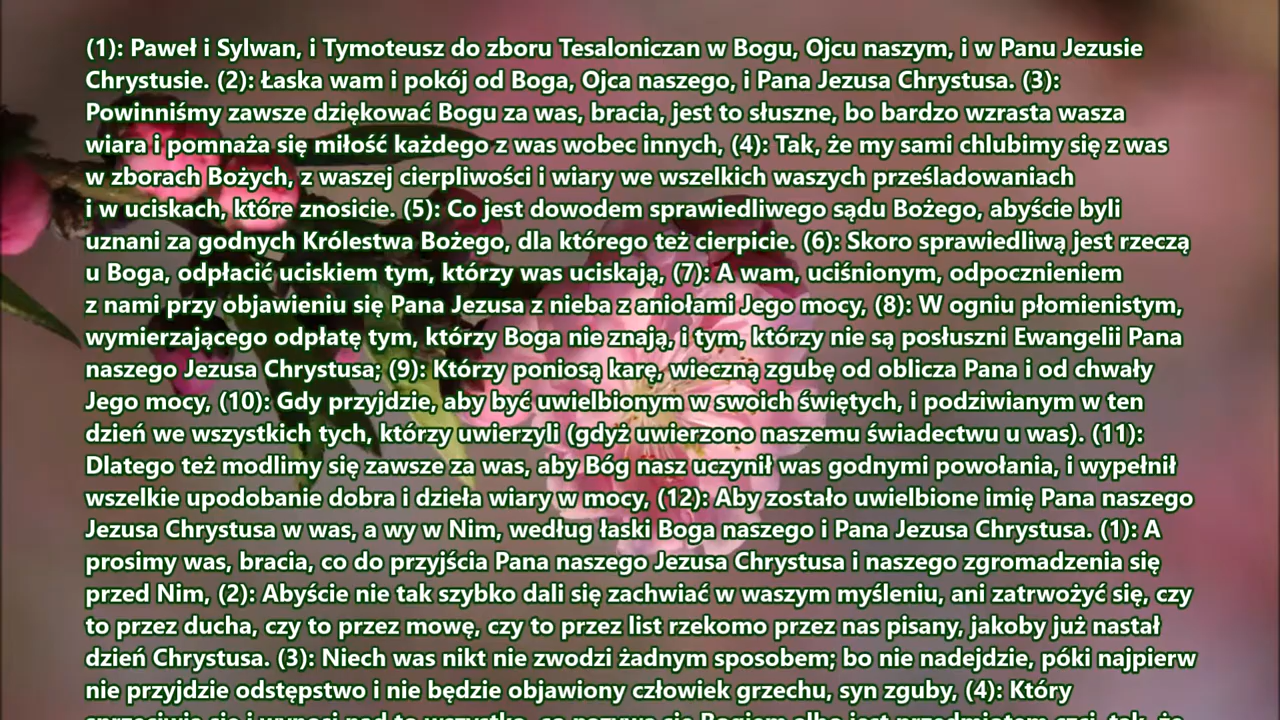 (1): Paweł i Sylwan, i Tymoteusz do zboru Tesaloniczan w Bogu, Ojcu naszym, i w Panu Jezusie
Chrystusie. (2): Łaska wam i pokój od Boga, Ojca naszego, i Pana Jezusa Chrystusa. (3):
Powinniśmy zawsze dziękować Bogu za was, bracia, jest to słuszne, bo bardzo wzrasta wasza
wiara i pomnaża się miłość każdego z was wobec innych, (4): Tak, że my sami chlubimy się z was
w zborach Bożych, z waszej cierpliwości i wiary we wszelkich waszych prześladowaniach
i w uciskach, które znosicie. (5): Co jest dowodem sprawiedliwego sądu Bożego, abyście byli
uznani za godnych Królestwa Bożego, dla którego też cierpicie. (6): Skoro sprawiedliwą jest rzeczą
u Boga, odpłacić uciskiem tym, którzy was uciskają, (7): A wam, uciśnionym, odpocznieniem
z nami przy objawieniu się Pana Jezusa z nieba z aniołami Jego mocy, (8): W ogniu płomienistym,
wymierzającego odpłatę tym, którzy Boga nie znają, i tym, którzy nie są posłuszni Ewangelii Pana
naszego Jezusa Chrystusa; (9): Którzy poniosą karę, wieczną zgubę od oblicza Pana i od chwały
Jego mocy, (10): Gdy przyjdzie, aby być uwielbionym w swoich świętych, i podziwianym w ten
dzień we wszystkich tych, którzy uwierzyli (gdyż uwierzono naszemu świadectwu u was). (11):
Dlatego też modlimy się zawsze za was, aby Bóg nasz uczynił was godnymi powołania, i wypełnił
wszelkie upodobanie dobra i dzieła wiary w mocy, (12): Aby zostało uwielbione imię Pana naszego
Jezusa Chrystusa w was, a wy w Nim, według łaski Boga naszego i Pana Jezusa Chrystusa. (1): A
prosimy was, bracia, co do przyjścia Pana naszego Jezusa Chrystusa i naszego zgromadzenia się
przed Nim, (2): Abyście nie tak szybko dali się zachwiać w waszym myśleniu, ani zatrwożyć się, czy
to przez ducha, czy to przez mowę, czy to przez list rzekomo przez nas pisany, jakoby już nastał
dzień Chrystusa. (3): Niech was nikt nie zwodzi żadnym sposobem; bo nie nadejdzie, póki najpierw
nie przyjdzie odstępstwo i nie będzie objawiony człowiek grzechu, syn zguby, (4): Który